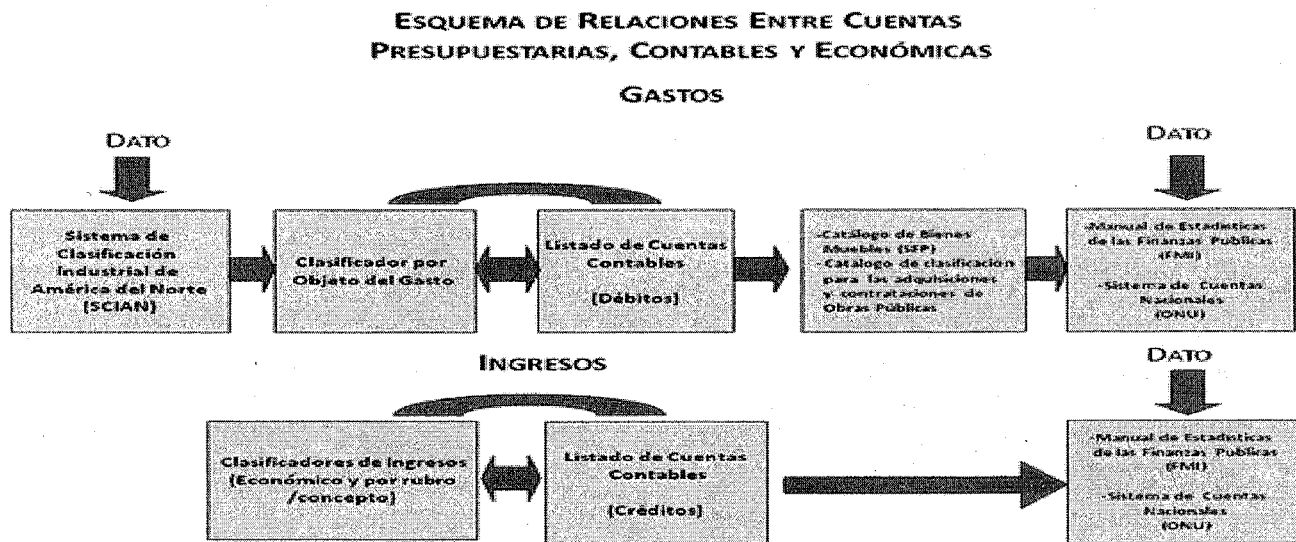 ESQUEMA DE RELACIONES ENTRE CUENTAS
PRESUPUESTARIAS, CONTABLES Y ECONÓMICAS
GASTOS
DATO
DATO
Sistema de
Clasificación
Industrial de
América del Norte
(SCIAN)
Clasificador por
Objeto del Gasto
Listado de Cuentas
Contables
(Débitos)
-Catálogo de Bienes
Muebles (SFP)
- Catálogo de clasificación
para las adquisiciones
y contrataciones de
Obras Públicas
-Manual de Estadísticas
de las Finanzas Publicas
(FMI)
-Sistema de Cuentas
Nacionales
(ONU)
INGRESOS
DATO
Clasificadores de Ingresos
(Económico y por rubro
/concepto)
Listado de Cuentas
Contables
(Créditos)
-Manual de Estadísticas
de las Finanzas Publicas
(FMI)
-Sistema de Cuentas
Nacionales
(ONU)